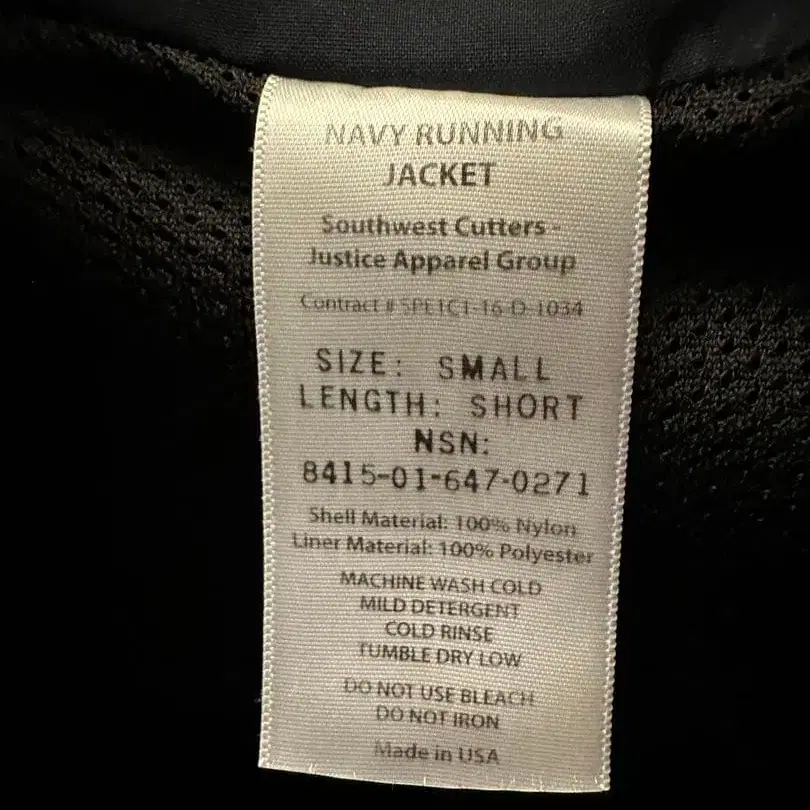 NAVY RUNNING
JACKET
Southwest Cutters -
Justice Apparel Group
Contract # SPE1C1-16-D-1034
SIZE: SMALL
LENGTH: SHORT
NSN:
8415-01-647-0271
Shell Material: 100% Nylon
Liner Material: 100% Polyester
MACHINE WASH COLD
MILD DETERGENT
COLD RINSE
TUMBLE DRY LOW
DO NOT USE BLEACH
DO NOT IRON
Made in USA